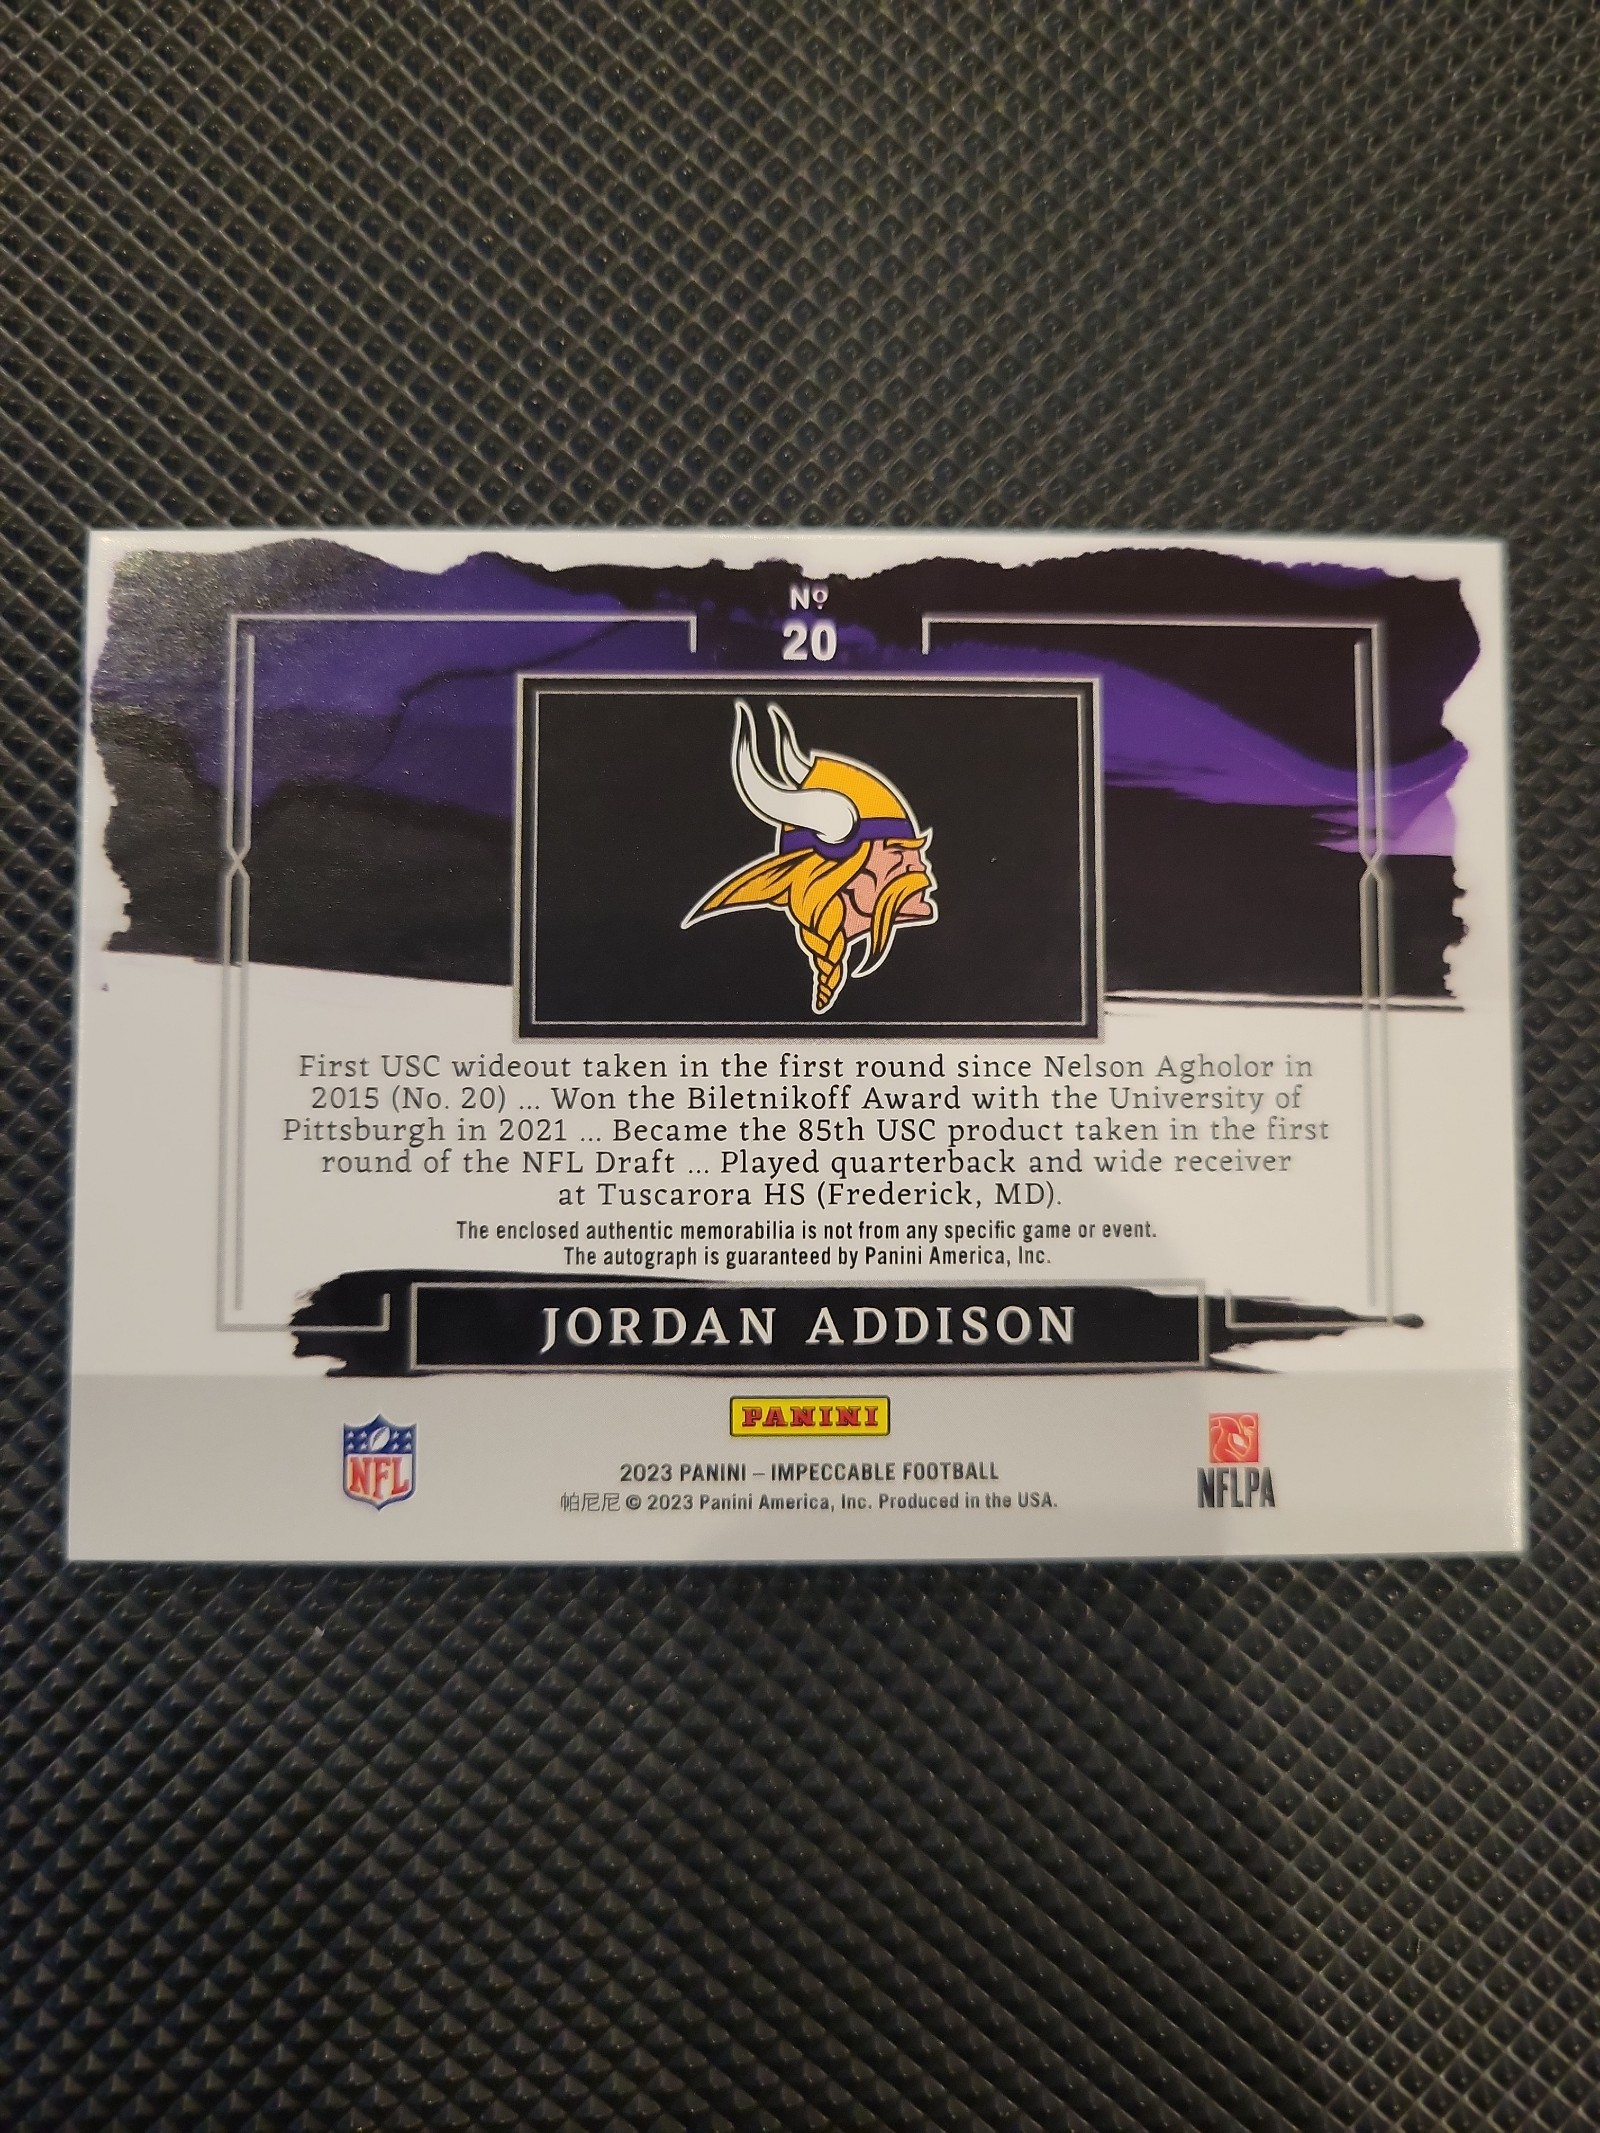 Nº
20
First USC wideout taken in the first round since Nelson Agholor in
2015 (No. 20) ... Won the Biletnikoff Award with the University of
Pittsburgh in 2021 ... Became the 85th USC product taken in the first
round of the NFL Draft ... Played quarterback and wide receiver
at Tuscarora HS (Frederick, MD).
The enclosed authentic memorabilia is not from any specific game or event.
The autograph is guaranteed by Panini America, Inc.
JORDAN ADDISON
PANINI
NFL
2023 PANINI – IMPECCABLE FOOTBALL
帕尼尼 © 2023 Panini America, Inc. Produced in the USA.
NFLPA